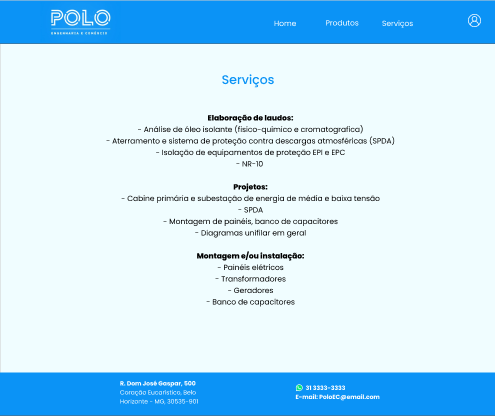 POLO
ENGENHARIA E COMÉRCIO
Home
Produtos
Serviços
Serviços
Elaboração de laudos:
- Análise de óleo isolante (físico-químico e cromatografica)
- Aterramento e sistema de proteção contra descargas atmosféricas (SPDA)
- Isolação de equipamentos de proteção EPI e EPC
- NR-10
Projetos:
- Cabine primária e subestação de energia de média e baixa tensão
- SPDA
- Montagem de painéis, banco de capacitores
- Diagramas unifilar em geral
Montagem e/ou instalação:
- Painéis elétricos
- Transformadores
- Geradores
- Banco de capacitores
R. Dom José Gaspar, 500
Coração Eucarístico, Belo
Horizonte - MG, 30535-901
31 3333-3333
E-mail: PoloEC@email.com